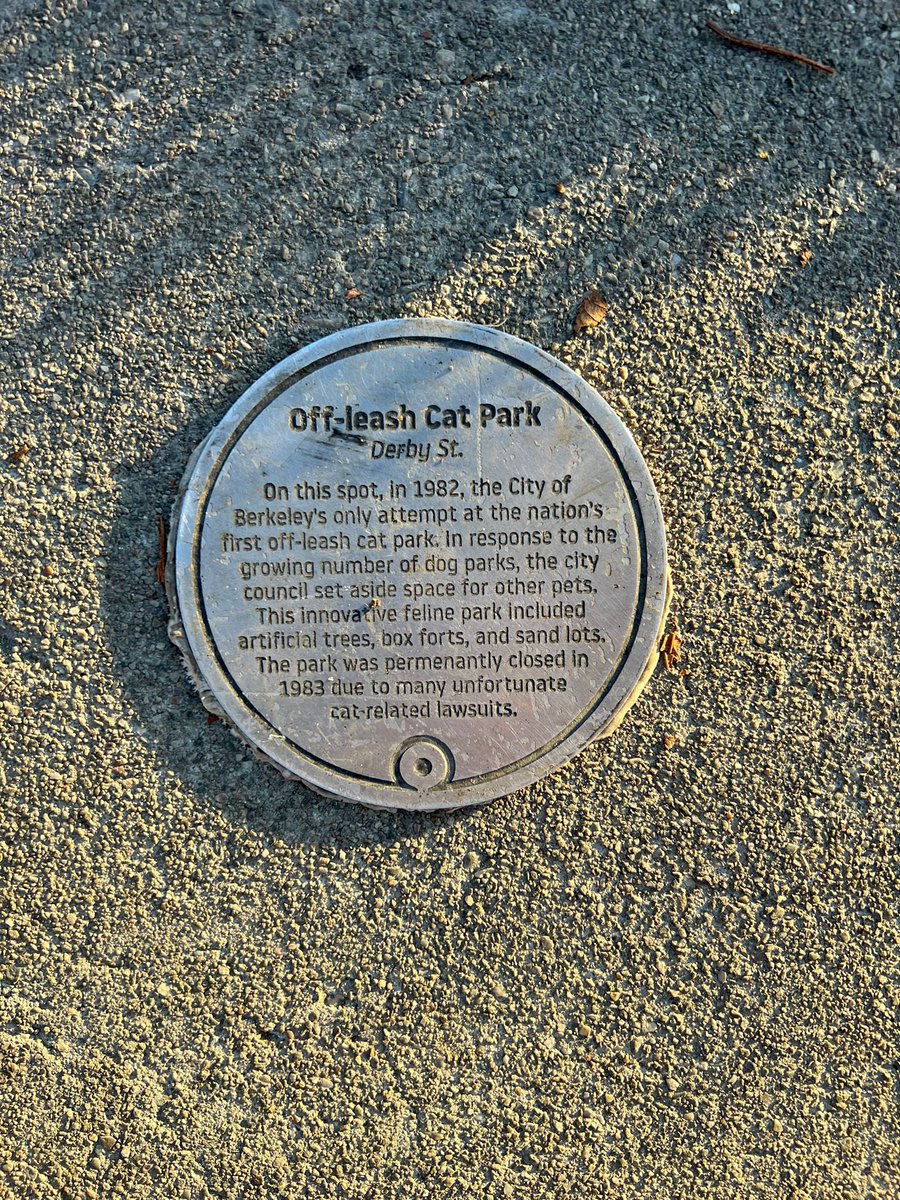 Off-leash Cat Park
Derby St.
On this spot, in 1982, the City of
Berkeley's only attempt at the nation's
first off-leash cat park. In response to the
growing number of dog parks, the city
council set aside space for other pets.
This innovative feline park included
artificial trees, box forts, and sand lots.
The park was permenantly closed in
1983 due to many unfortunate
cat-related lawsuits.